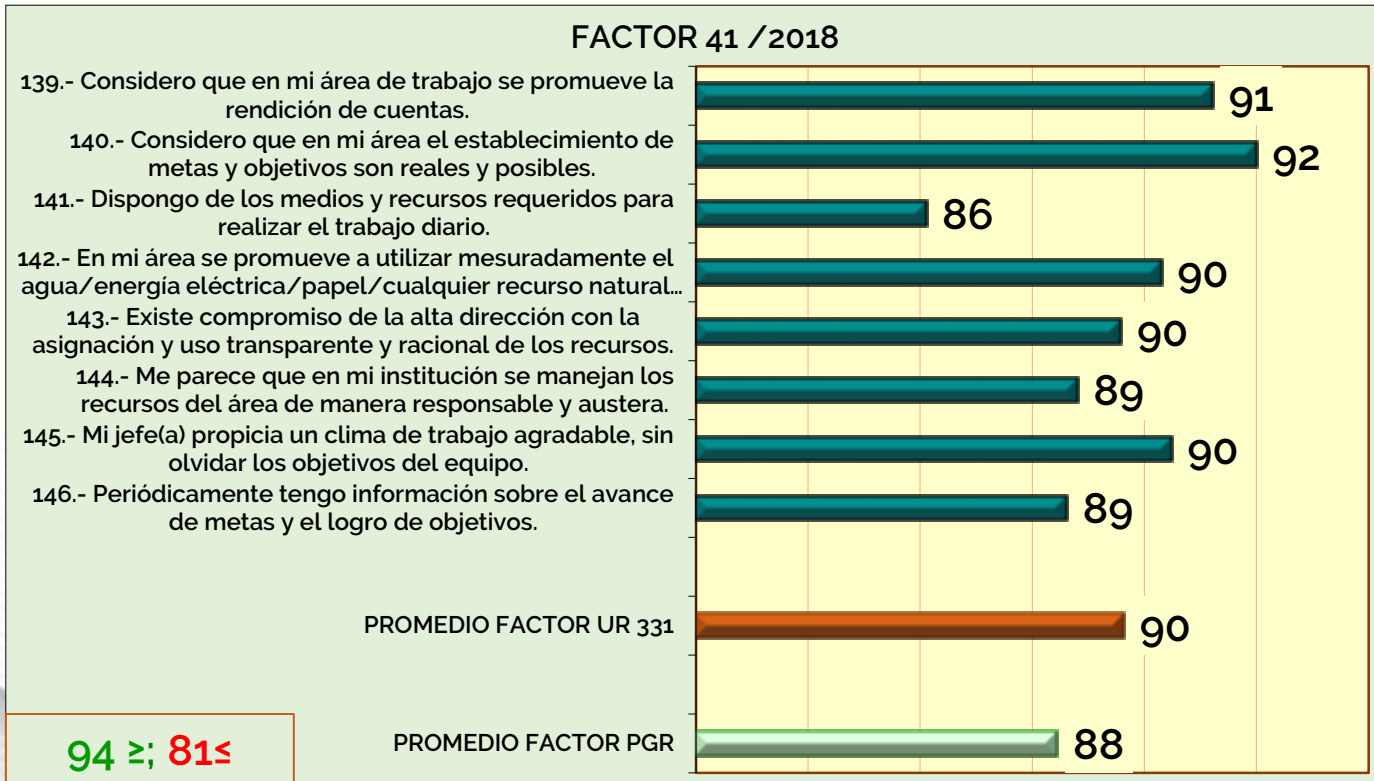 FACTOR 41 /2018
139.- Considero que en mi área de trabajo se promueve la
rendición de cuentas.
91
140.- Considero que en mi área el establecimiento de
metas y objetivos son reales y posibles.
92
141.- Dispongo de los medios y recursos requeridos para
realizar el trabajo diario.
86
142.- En mi área se promueve a utilizar mesuradamente el
agua/energía eléctrica/papel/cualquier recurso natural...
90
143.- Existe compromiso de la alta dirección con la
asignación y uso transparente y racional de los recursos.
90
144.- Me parece que en mi institución se manejan los
recursos del área de manera responsable y austera.
89
145.- Mi jefe(a) propicia un clima de trabajo agradable, sin
olvidar los objetivos del equipo.
90
146.- Periódicamente tengo información sobre el avance
de metas y el logro de objetivos.
89
PROMEDIO FACTOR UR 331
90
PROMEDIO FACTOR PGR
88
94 ≥; 81≤